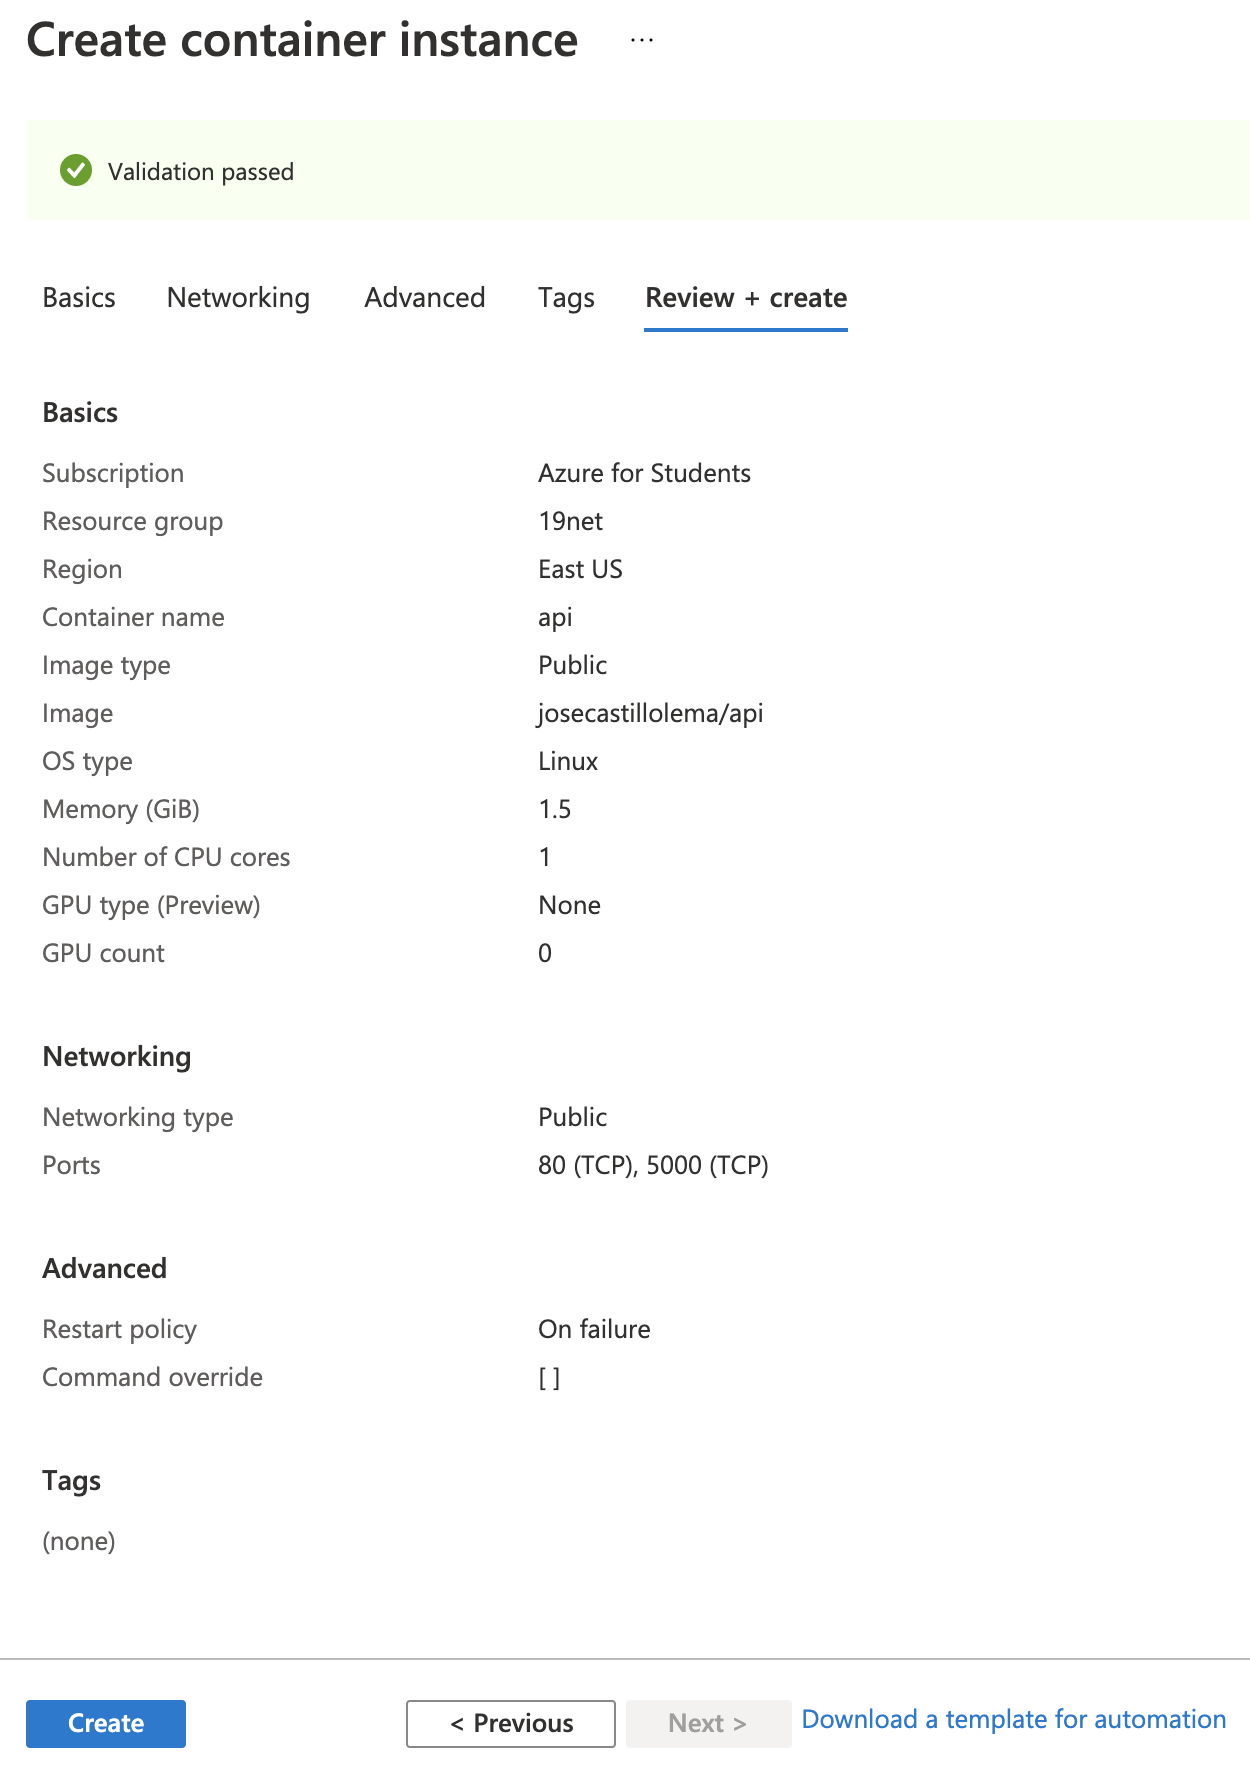 Create container instance ...
Validation passed
Basics Networking Advanced Tags Review + create
Basics
Subscription Azure for Students
Resource group 19net
Region East US
Container name api
Image type Public
Image josecastillolema/api
OS type Linux
Memory (GiB) 1.5
Number of CPU cores 1
GPU type (Preview) None
GPU count 0
Networking
Networking type Public
Ports 80 (TCP), 5000 (TCP)
Advanced
Restart policy On failure
Command override [ ]
Tags
(none)
Create < Previous Next > Download a template for automation